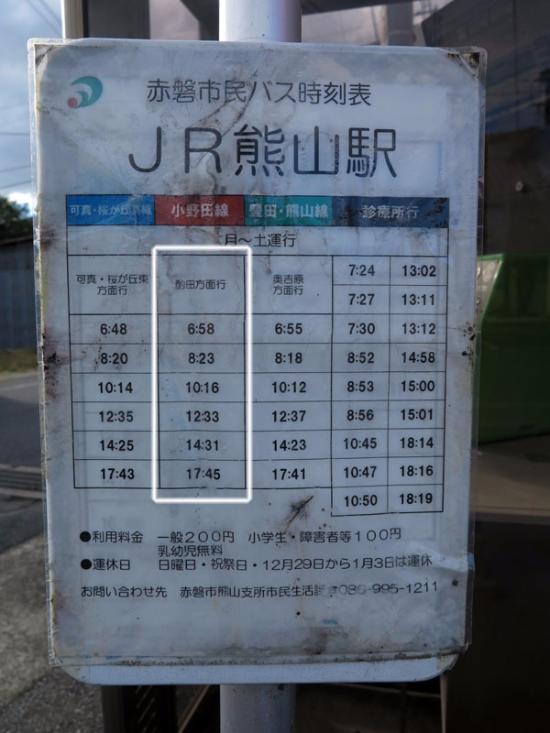 赤磐市民バス時刻表
JR熊山駅
可真・桜が丘東線 小野田線 豊田・熊山線 診療所行
月～土運行
可真・桜が丘東方面行 酌田方面行 奥吉原方面行 7:24 13:02
7:27 13:11
6:48 6:58 6:55 7:30 13:12
8:20 8:23 8:18 8:52 14:58
10:14 10:16 10:12 8:53 15:00
12:35 12:33 12:37 8:56 15:01
14:25 14:31 14:23 10:45 18:14
17:43 17:45 17:41 10:47 18:16
10:50 18:19
●利用料金 一般200円 小学生・障害者等100円
乳幼児無料
●運休日 日曜日・祝祭日・12月29日から1月3日は運休
お問い合わせ先 赤磐市熊山支所市民生活課 086-995-1211